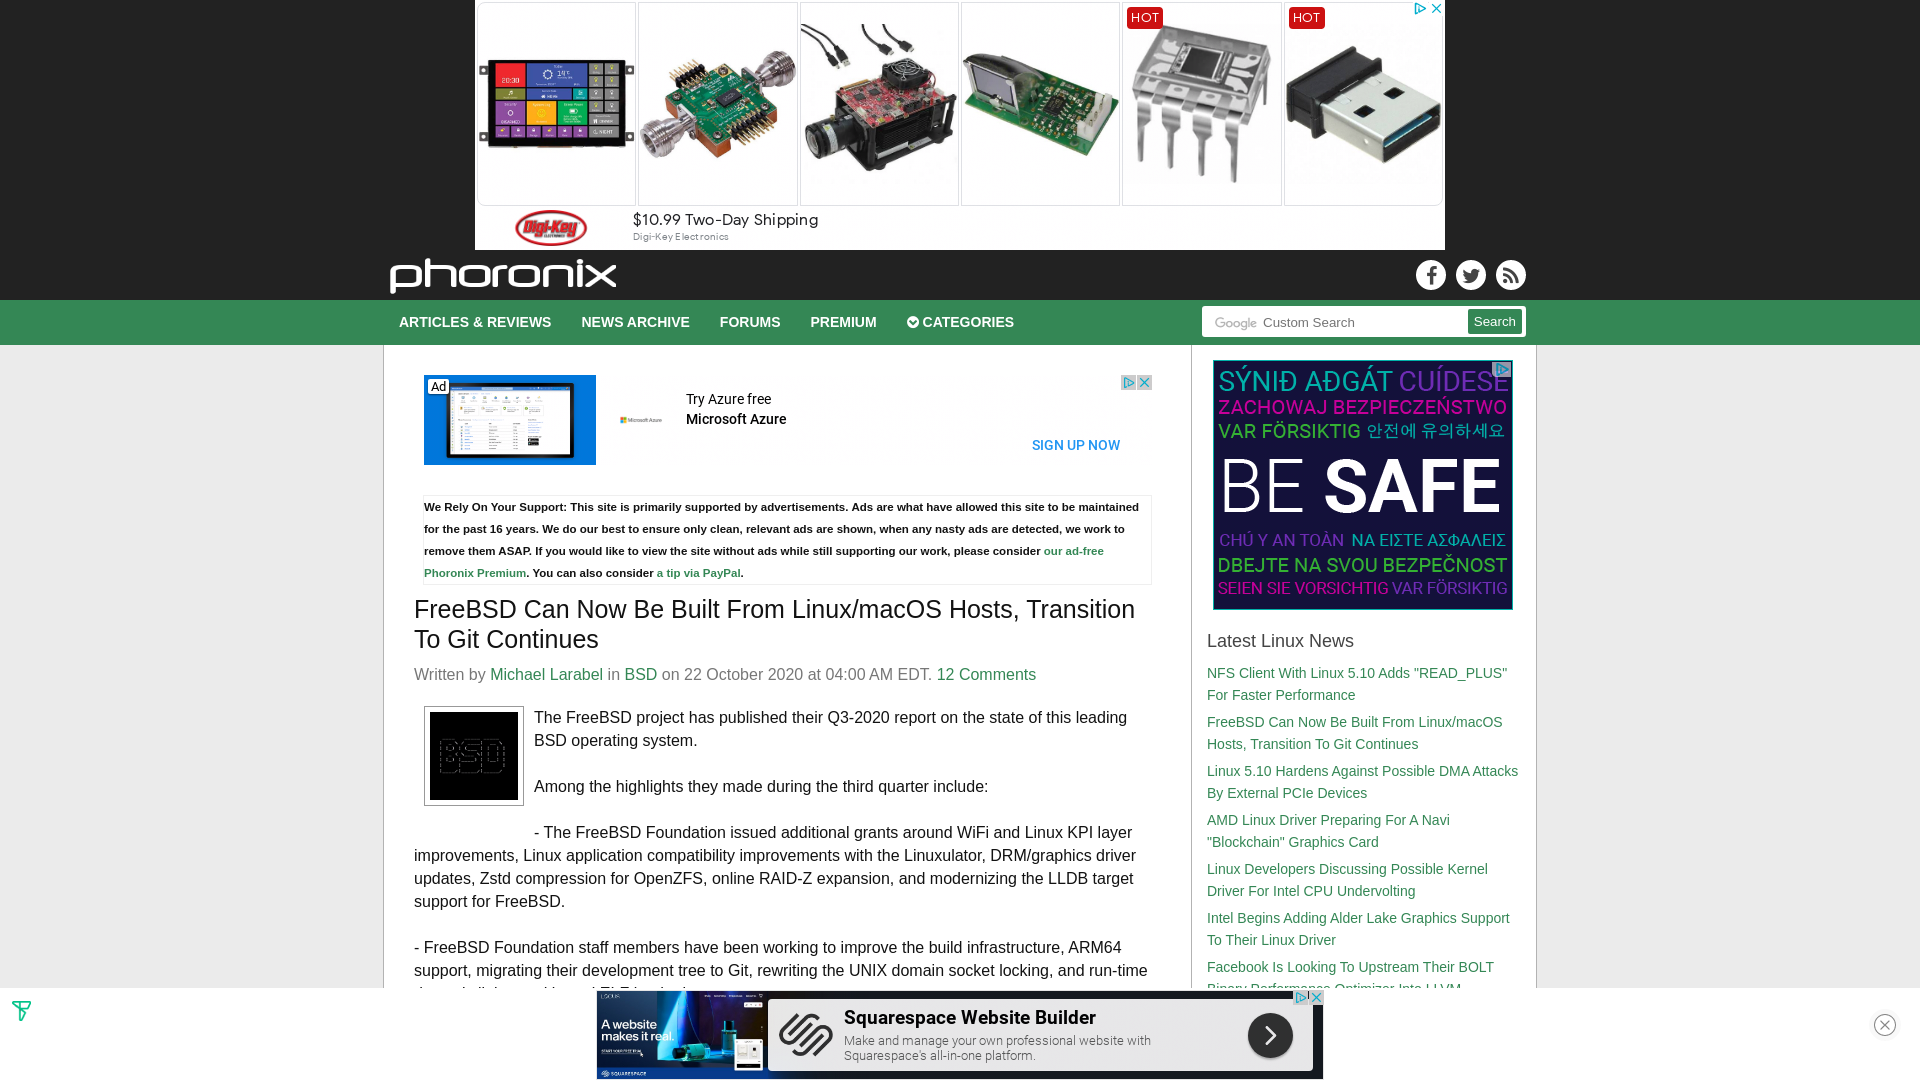 HOT
HOT
20:30
14°c
Digi-Key
$10.99 Two-Day Shipping
Digi-Key Electronics
phoronix
ARTICLES & REVIEWS
NEWS ARCHIVE
FORUMS
PREMIUM
CATEGORIES
Google Custom Search
Search
Ad
Microsoft Azure
Try Azure free
Microsoft Azure
SIGN UP NOW
We Rely On Your Support: This site is primarily supported by advertisements. Ads are what have allowed this site to be maintained
for the past 16 years. We do our best to ensure only clean, relevant ads are shown, when any nasty ads are detected, we work to
remove them ASAP. If you would like to view the site without ads while still supporting our work, please consider our ad-free
Phoronix Premium. You can also consider a tip via PayPal.
FreeBSD Can Now Be Built From Linux/macOS Hosts, Transition
To Git Continues
Written by Michael Larabel in BSD on 22 October 2020 at 04:00 AM EDT. 12 Comments
BSD
The FreeBSD project has published their Q3-2020 report on the state of this leading
BSD operating system.
Among the highlights they made during the third quarter include:
- The FreeBSD Foundation issued additional grants around WiFi and Linux KPI layer
improvements, Linux application compatibility improvements with the Linuxulator, DRM/graphics driver
updates, Zstd compression for OpenZFS, online RAID-Z expansion, and modernizing the LLDB target
support for FreeBSD.
- FreeBSD Foundation staff members have been working to improve the build infrastructure, ARM64
support, migrating their development tree to Git, rewriting the UNIX domain socket locking, and run-time
SÝNIÐ AÐGÁT CUÍDESE
ZACHOWAJ BEZPIECZEŃSTWO
VAR FÖRSIKTIG 안전에 유의하세요
BE SAFE
CHÚ Ý AN TOÀN ΝΑ ΕΙΣΤΕ ΑΣΦΑΛΕΙΣ
DBEJTE NA SVOU BEZPEČNOST
SEIEN SIE VORSICHTIG VAR FÖRSIKTIG
Latest Linux News
NFS Client With Linux 5.10 Adds "READ_PLUS"
For Faster Performance
FreeBSD Can Now Be Built From Linux/macOS
Hosts, Transition To Git Continues
Linux 5.10 Hardens Against Possible DMA Attacks
By External PCIe Devices
AMD Linux Driver Preparing For A Navi
"Blockchain" Graphics Card
Linux Developers Discussing Possible Kernel
Driver For Intel CPU Undervolting
Intel Begins Adding Alder Lake Graphics Support
To Their Linux Driver
Facebook Is Looking To Upstream Their BOLT
Binary Performance Optimizer Into LLVM
A website
makes it real.
START YOUR FREE TRIAL
SQUARESPACE
Squarespace Website Builder
Make and manage your own professional website with
Squarespace's all-in-one platform.